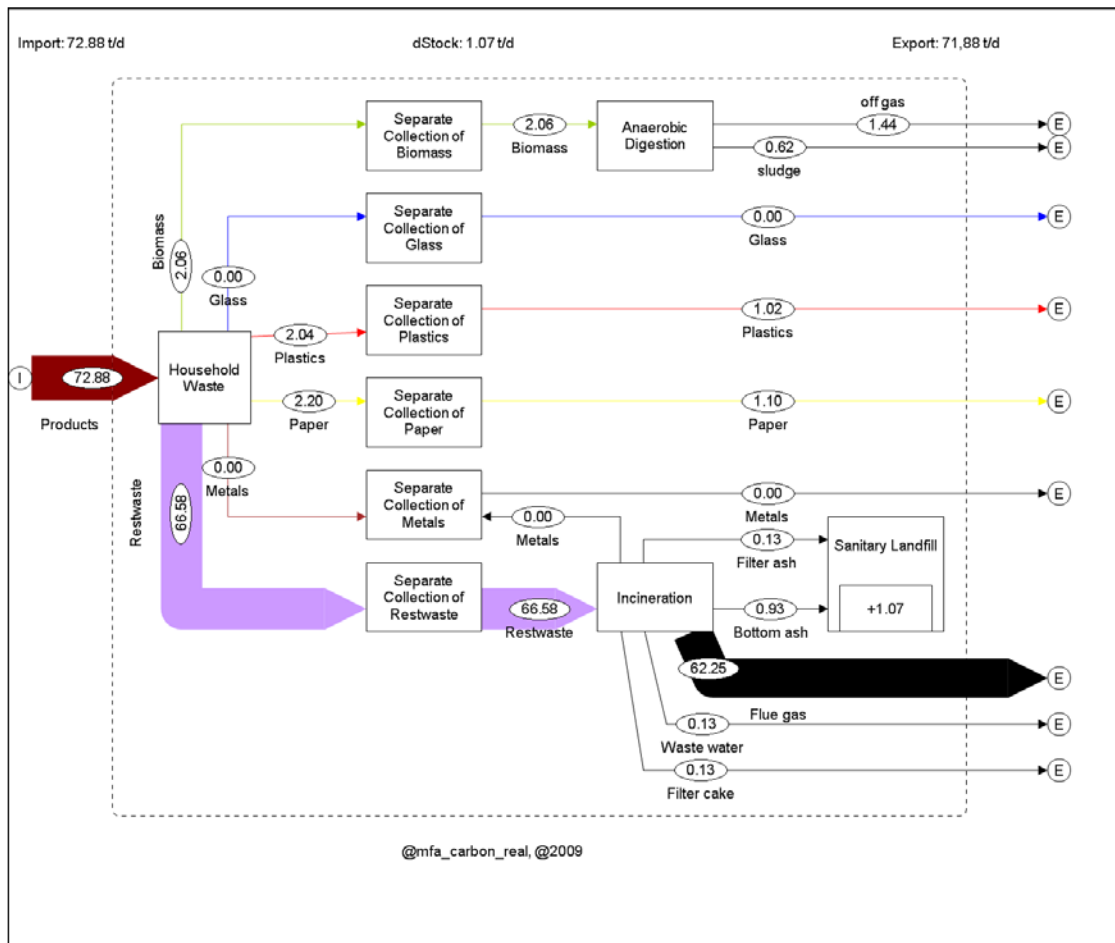 Import: 72.88 t/d
dStock: 1.07 t/d
Export: 71,88 t/d
Separate
Collection of
Biomass
2.06
Biomass
Anaerobic
Digestion
off gas
1.44
E
0.62
sludge
E
Biomass
2.06
Separate
Collection of
Glass
0.00
Glass
E
0.00
Glass
Separate
Collection of
Plastics
1.02
Plastics
E
2.04
Plastics
I
72.88
Products
Household
Waste
2.20
Paper
Separate
Collection of
Paper
1.10
Paper
E
0.00
Metals
Separate
Collection of
Metals
0.00
Metals
E
0.00
Metals
Restwaste
66.58
0.13
Filter ash
Sanitary Landfill
+1.07
Separate
Collection of
Restwaste
66.58
Restwaste
Incineration
0.93
Bottom ash
62.25
Flue gas
E
0.13
Waste water
E
0.13
Filter cake
E
@mfa_carbon_real, @2009